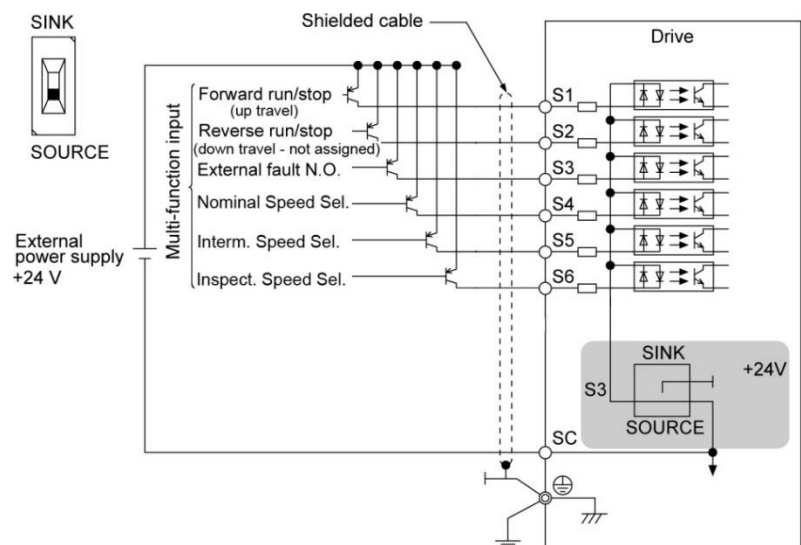 SINK
SOURCE
Shielded cable
Drive
Multi-function input
Forward run/stop
(up travel)
Reverse run/stop
(down travel - not assigned)
External fault N.O.
Nominal Speed Sel.
Interm. Speed Sel.
Inspect. Speed Sel.
External
power supply
+24 V
S1
S2
S3
S4
S5
S6
SINK
+24V
S3
SOURCE
SC